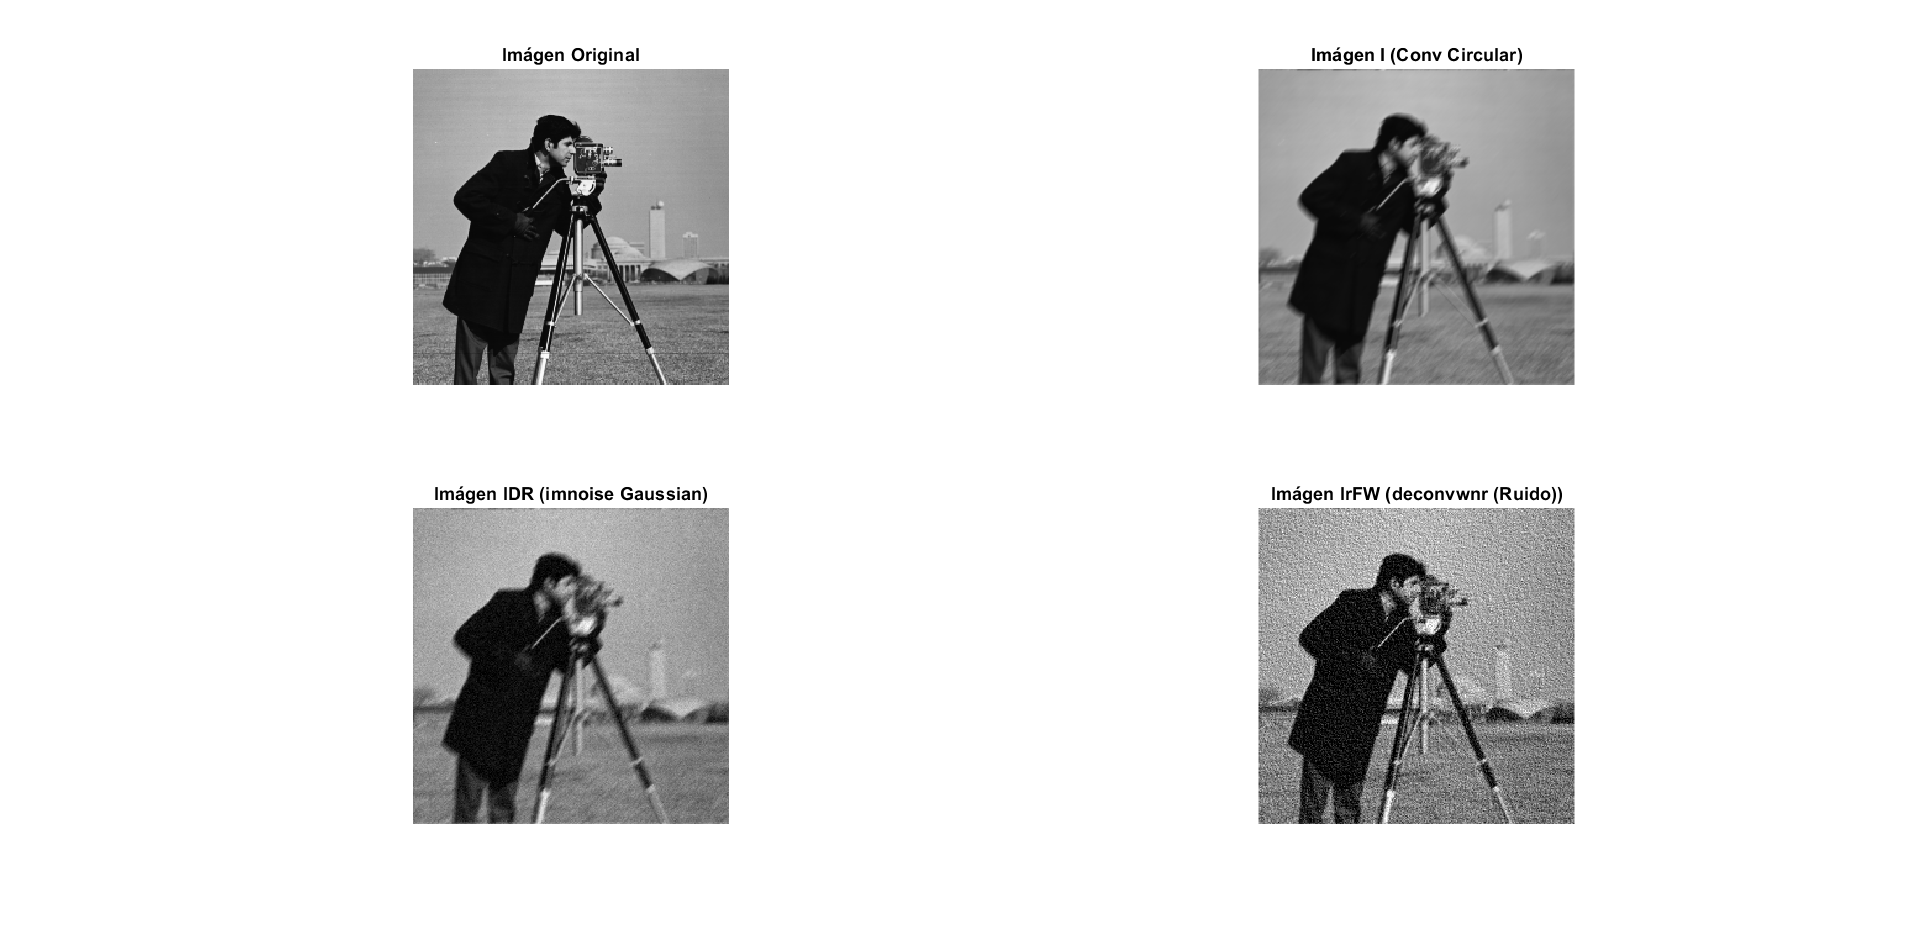 Imágen Original
Imágen I (Conv Circular)
Imágen IDR (imnoise Gaussian)
Imágen IrFW (deconvwnr (Ruido))